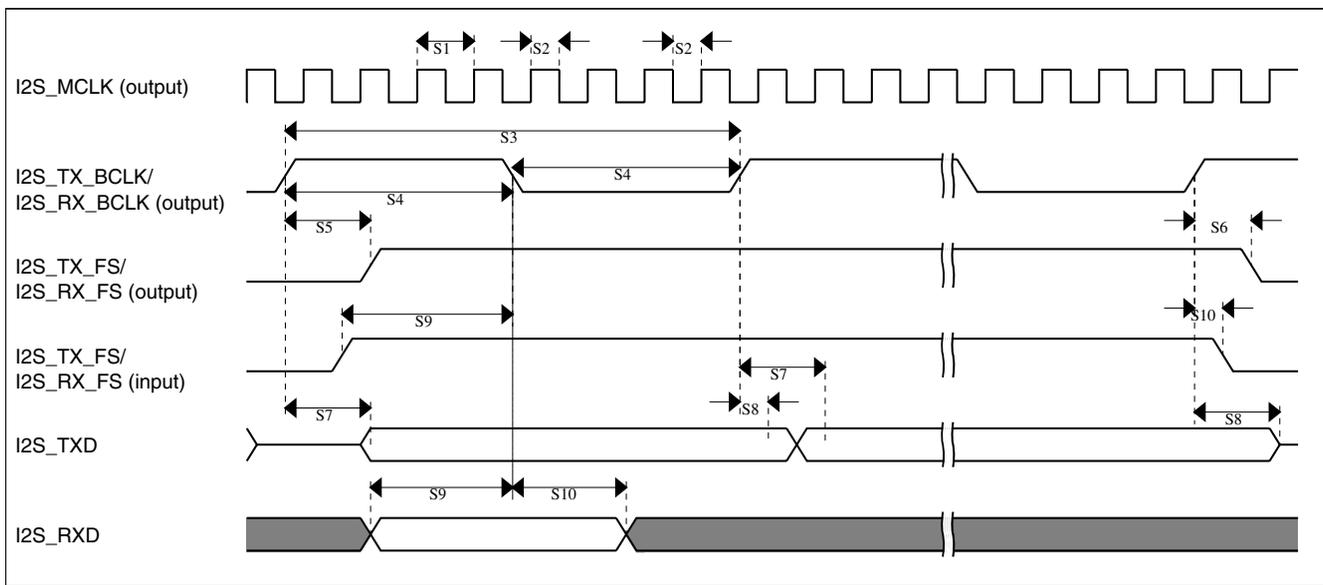 S1
S2
S2
I2S_MCLK (output)
S3
I2S_TX_BCLK/
I2S_RX_BCLK (output)
S4
S4
S5
S6
I2S_TX_FS/
I2S_RX_FS (output)
S9
S10
I2S_TX_FS/
I2S_RX_FS (input)
S7
S7
S8
S8
I2S_TXD
S9
S10
I2S_RXD